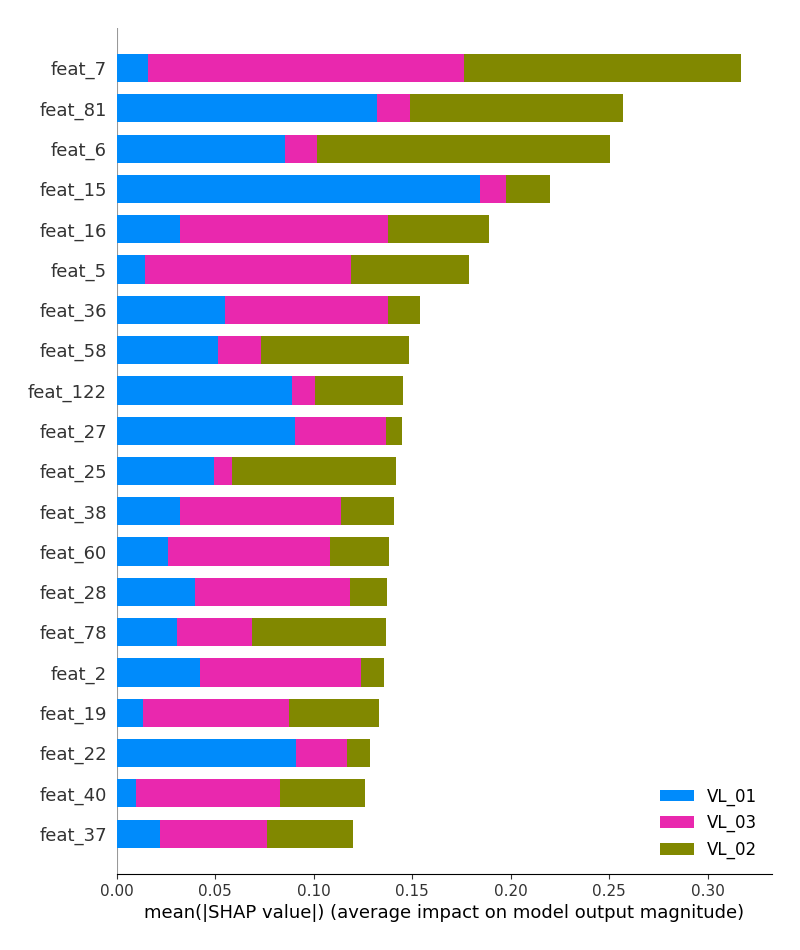 feat_7
feat_81
feat_6
feat_15
feat_16
feat_5
feat_36
feat_58
feat_122
feat_27
feat_25
feat_38
feat_60
feat_28
feat_78
feat_2
feat_19
feat_22
feat_40
feat_37
VL_01
VL_03
VL_02
0.00 0.05 0.10 0.15 0.20 0.25 0.30
mean(|SHAP value|) (average impact on model output magnitude)